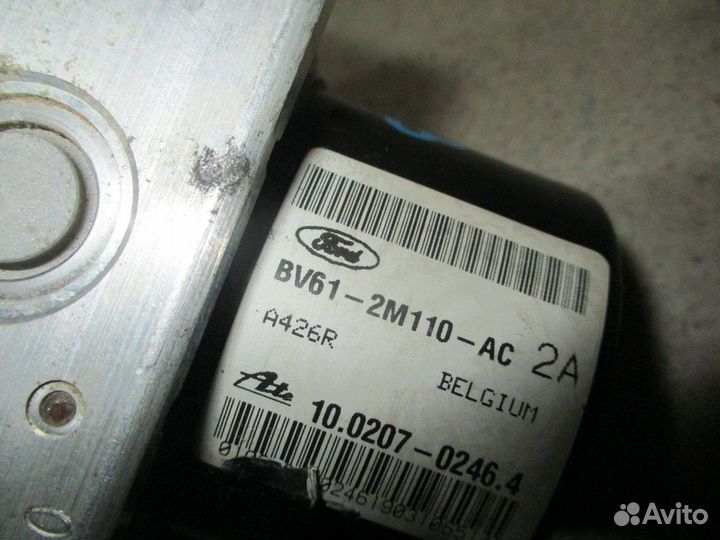 Ford
BV61-2M110-AC 2A
A426R
BELGIUM
Ate
10.0207-0246.4
Avito